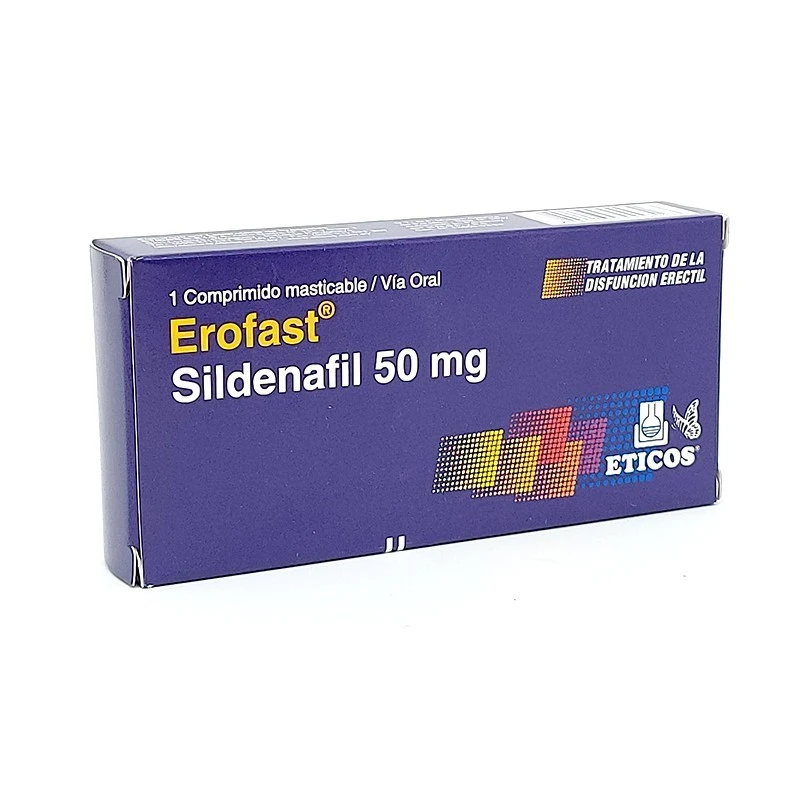 1 Comprimido masticable / Vía Oral
Erofast®
Sildenafil 50 mg
TRATAMIENTO DE LA
DISFUNCION ERECTIL
ETICOS